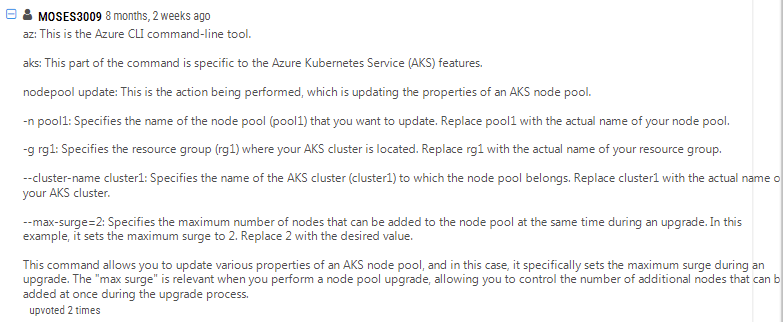 MOSES3009 8 months, 2 weeks ago
az: This is the Azure CLI command-line tool.
aks: This part of the command is specific to the Azure Kubernetes Service (AKS) features.
nodepool update: This is the action being performed, which is updating the properties of an AKS node pool.
-n pool1: Specifies the name of the node pool (pool1) that you want to update. Replace pool1 with the actual name of your node pool.
-g rg1: Specifies the resource group (rg1) where your AKS cluster is located. Replace rg1 with the actual name of your resource group.
--cluster-name cluster1: Specifies the name of the AKS cluster (cluster1) to which the node pool belongs. Replace cluster1 with the actual name o
your AKS cluster.
--max-surge=2: Specifies the maximum number of nodes that can be added to the node pool at the same time during an upgrade. In this
example, it sets the maximum surge to 2. Replace 2 with the desired value.
This command allows you to update various properties of an AKS node pool, and in this case, it specifically sets the maximum surge during an
upgrade. The "max surge" is relevant when you perform a node pool upgrade, allowing you to control the number of additional nodes that can b
added at once during the upgrade process.
upvoted 2 times